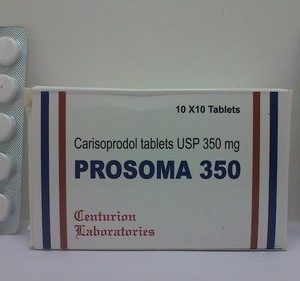 10 X10 Tablets
Carisoprodol tablets USP 350 mg
PROSOMA 350
Centurion
Laboratories